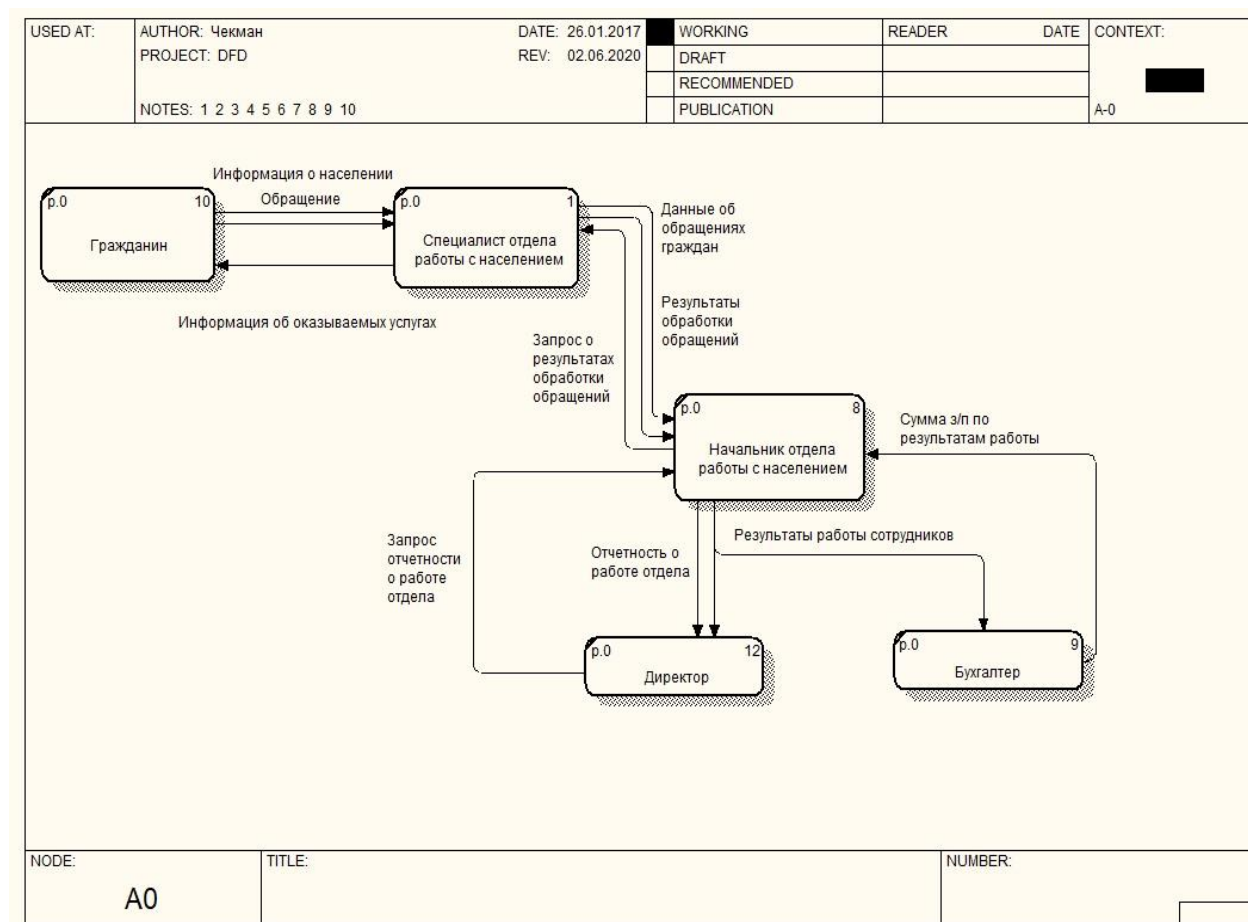 USED AT:
AUTHOR: Чекман
DATE: 26.01.2017
WORKING
READER
DATE
CONTEXT:
PROJECT: DFD
REV: 02.06.2020
DRAFT
RECOMMENDED
NOTES: 1 2 3 4 5 6 7 8 9 10
PUBLICATION
A-0
Информация о населении
Обращение
p.0
10
Гражданин
p.0
1
Специалист отдела
работы с населением
Информация об оказываемых услугах
Данные об
обращениях
граждан
Результаты
обработки
обращений
Запрос о
результатах
обработки
обращений
p.0
8
Начальник отдела
работы с населением
Сумма з/п по
результатам работы
Запрос
отчетности
о работе
отдела
Отчетность о
работе отдела
Результаты работы сотрудников
p.0
12
Директор
p.0
9
Бухгалтер
NODE:
A0
TITLE:
NUMBER: